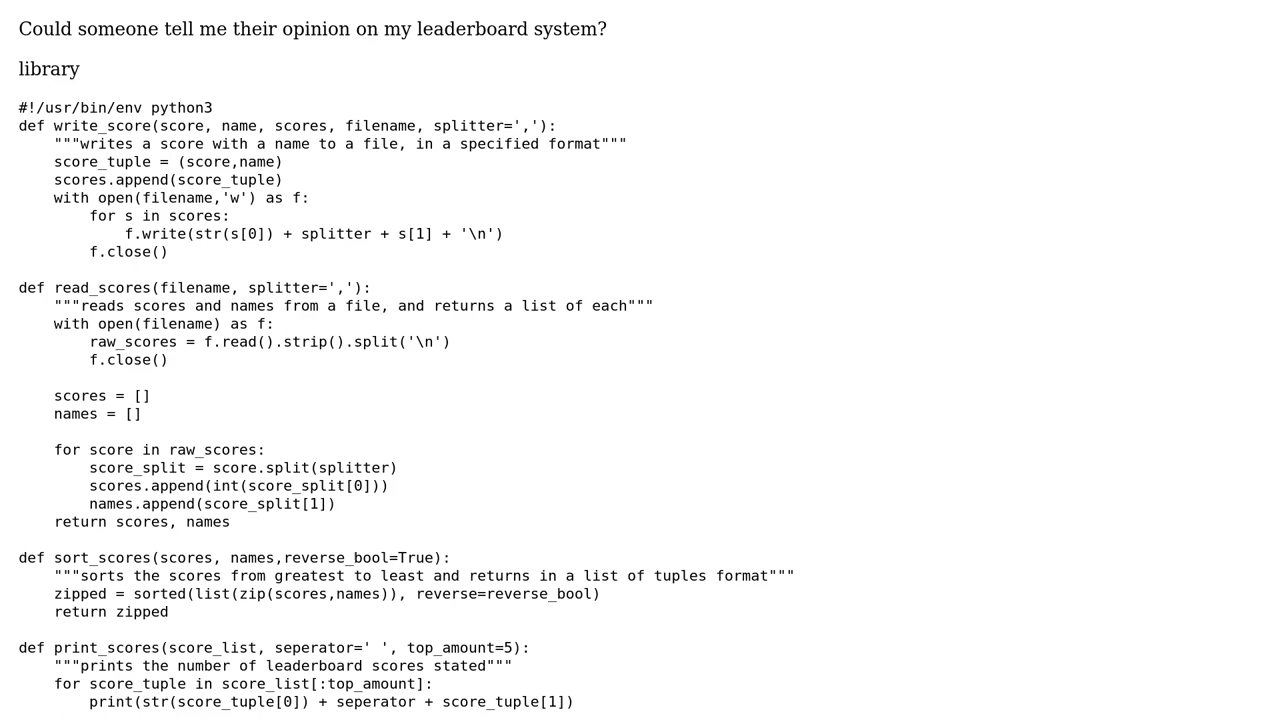 Could someone tell me their opinion on my leaderboard system?
library
#!/usr/bin/env python3
def write_score(score, name, scores, filename, splitter=','):
    """writes a score with a name to a file, in a specified format"""
    score_tuple = (score,name)
    scores.append(score_tuple)
    with open(filename,'w') as f:
        for s in scores:
            f.write(str(s[0]) + splitter + s[1] + '\n')
        f.close()

def read_scores(filename, splitter=','):
    """reads scores and names from a file, and returns a list of each"""
    with open(filename) as f:
        raw_scores = f.read().strip().split('\n')
        f.close()

    scores = []
    names = []

    for score in raw_scores:
        score_split = score.split(splitter)
        scores.append(int(score_split[0]))
        names.append(score_split[1])
    return scores, names

def sort_scores(scores, names,reverse_bool=True):
    """sorts the scores from greatest to least and returns in a list of tuples format"""
    zipped = sorted(list(zip(scores,names)), reverse=reverse_bool)
    return zipped

def print_scores(score_list, seperator=' ', top_amount=5):
    """prints the number of leaderboard scores stated"""
    for score_tuple in score_list[:top_amount]:
        print(str(score_tuple[0]) + seperator + score_tuple[1])